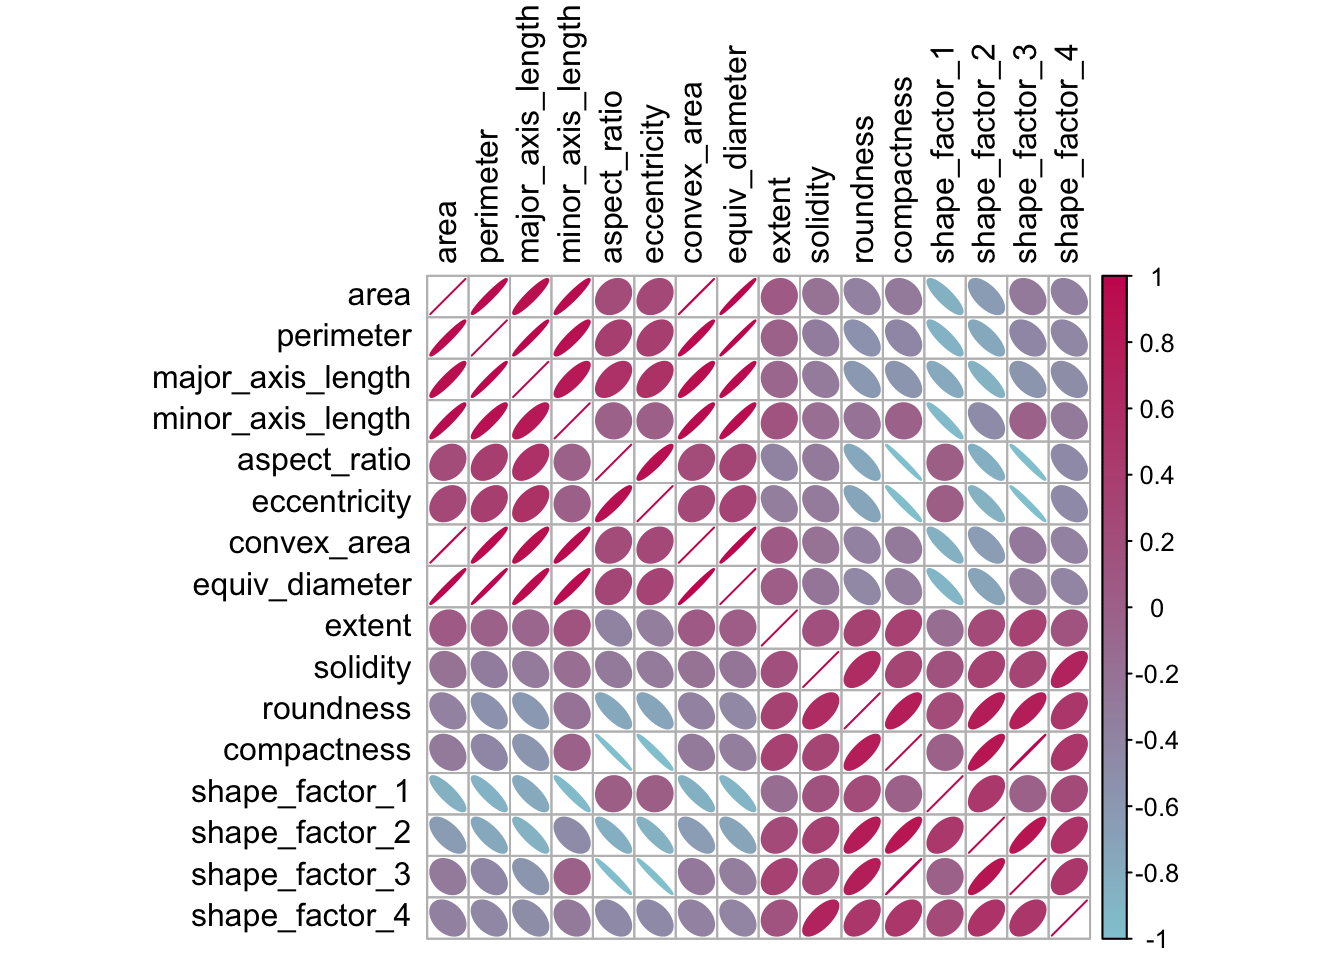 area
perimeter
major_axis_length
minor_axis_length
aspect_ratio
eccentricity
convex_area
equiv_diameter
extent
solidity
roundness
compactness
shape_factor_1
shape_factor_2
shape_factor_3
shape_factor_4
area
perimeter
major_axis_length
minor_axis_length
aspect_ratio
eccentricity
convex_area
equiv_diameter
extent
solidity
roundness
compactness
shape_factor_1
shape_factor_2
shape_factor_3
shape_factor_4
1
0.8
0.6
0.4
0.2
0
-0.2
-0.4
-0.6
-0.8
-1